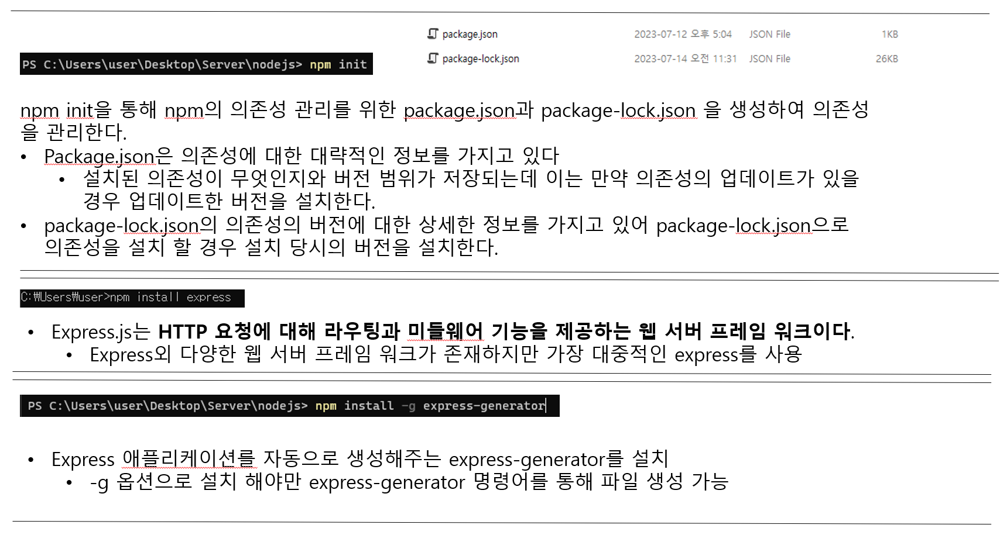 package.json 2023-07-12 오후 5:04 JSON File 1KB
package-lock.json 2023-07-14 오전 11:31 JSON File 26KB
PS C:\Users\user\Desktop\Server\nodejs> npm init
npm init을 통해 npm의 의존성 관리를 위한 package.json과 package-lock.json 을 생성하여 의존성
을 관리한다.
• Package.json은 의존성에 대한 대략적인 정보를 가지고 있다
• 설치된 의존성이 무엇인지와 버전 범위가 저장되는데 이는 만약 의존성의 업데이트가 있을
경우 업데이트한 버전을 설치한다.
• package-lock.json의 의존성의 버전에 대한 상세한 정보를 가지고 있어 package-lock.json으로
의존성을 설치 할 경우 설치 당시의 버전을 설치한다.
C:₩Users₩user>npm install express
• Express.js는 HTTP 요청에 대해 라우팅과 미들웨어 기능을 제공하는 웹 서버 프레임 워크이다.
• Express외 다양한 웹 서버 프레임 워크가 존재하지만 가장 대중적인 express를 사용
PS C:\Users\user\Desktop\Server\nodejs> npm install -g express-generator
• Express 애플리케이션를 자동으로 생성해주는 express-generator를 설치
• -g 옵션으로 설치 해야만 express-generator 명령어를 통해 파일 생성 가능